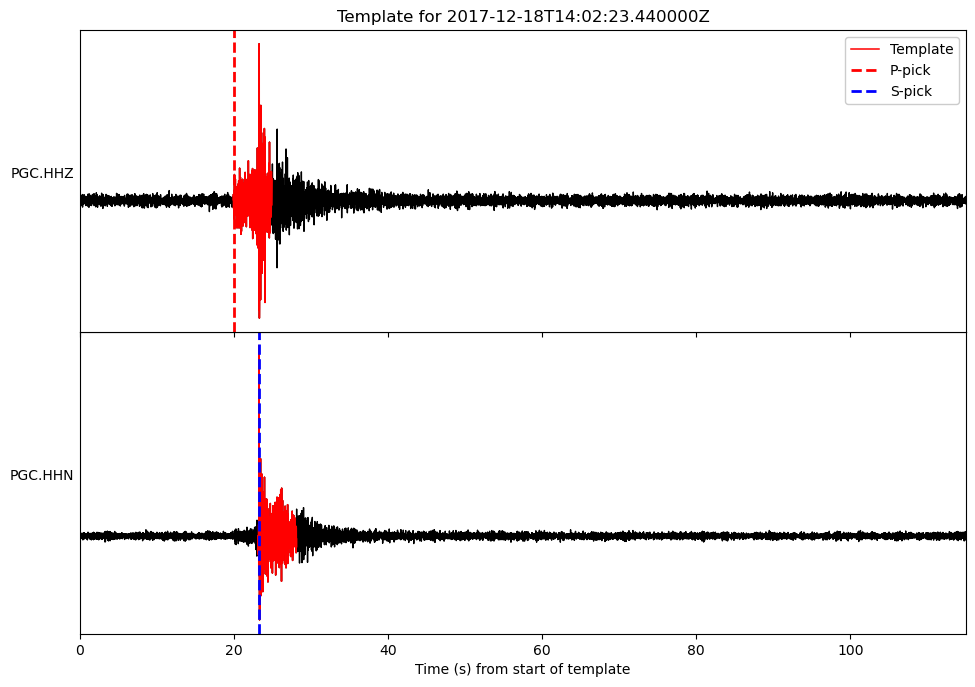 Template for 2017-12-18T14:02:23.440000Z
Template
P-pick
S-pick
PGC.HHZ
PGC.HHN
0 20 40 60 80 100
Time (s) from start of template